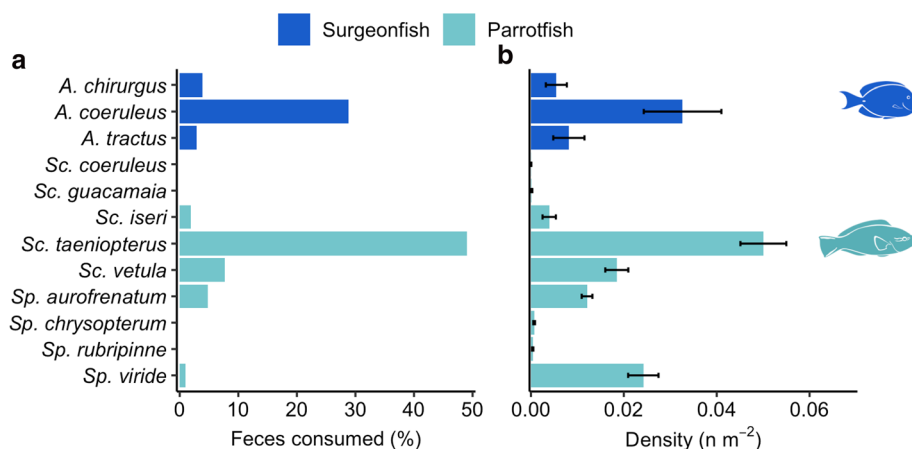 Surgeonfish Parrotfish
a b
A. chirurgus
A. coeruleus
A. tractus
Sc. coeruleus
Sc. guacamaia
Sc. iseri
Sc. taeniopterus
Sc. vetula
Sp. aurofrenatum
Sp. chrysopterum
Sp. rubripinne
Sp. viride
0 10 20 30 40 50
Feces consumed (%)
0.00 0.02 0.04 0.06
Density (n m⁻²)